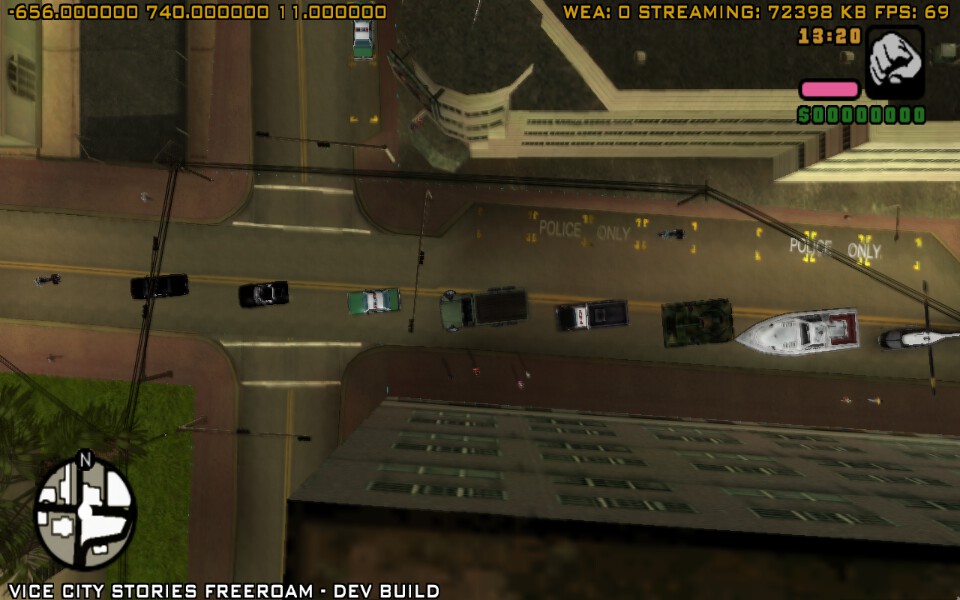 -656.000000 740.000000 11.000000
WEA: 0 STREAMING: 72398 KB FPS: 69
13:20
$00000000
POLICE ONLY
POLICE ONLY
N
VICE CITY STORIES FREEROAM - DEV BUILD